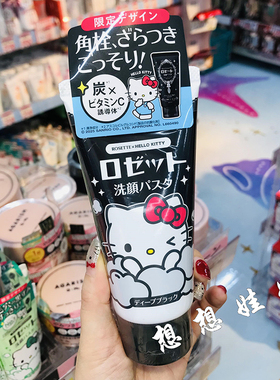 限定デザイン
角栓、ざらつき
ごっそり!
炭×
ビタミンC
誘導体
ROSETTE×HELLO KITTY
ロゼット
洗顔パスタ
ディープブラック
想想娃